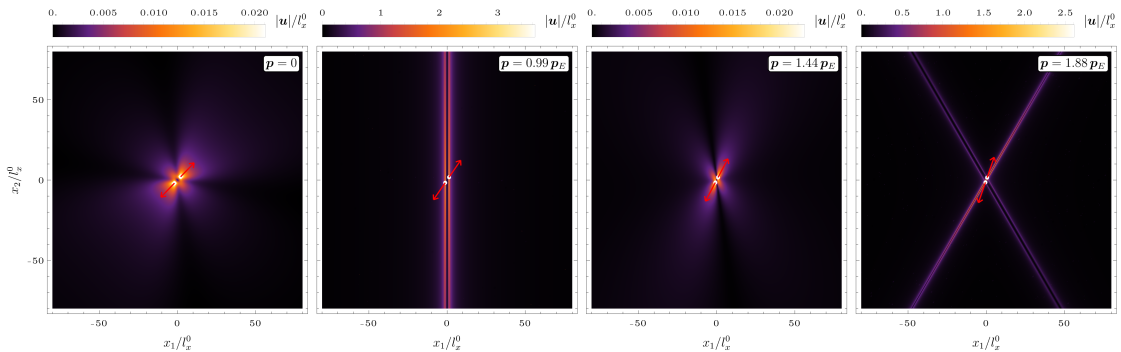 0. 0.005 0.010 0.015 0.020 |u|/l_x^0
0 1 2 3 |u|/l_x^0
0. 0.005 0.010 0.015 0.020 |u|/l_x^0
0 0.5 1.0 1.5 2.0 2.5 |u|/l_x^0
p = 0
p = 0.99 p_E
p = 1.44 p_E
p = 1.88 p_E
50
0
-50
x_2/l_x^0
-50 0 50
-50 0 50
-50 0 50
-50 0 50
x_1/l_x^0
x_1/l_x^0
x_1/l_x^0
x_1/l_x^0